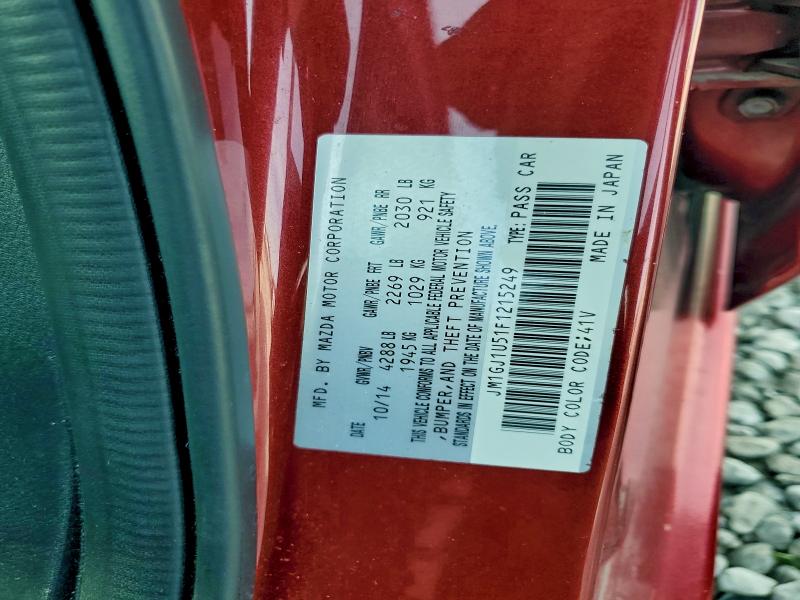 MFD. BY MAZDA MOTOR CORPORATION
DATE GVWR/PNBV GAWR/PNBE FRT GAWR/PNBE RR
10/14 4288 LB 2269 LB 2030 LB
1945 KG 1029 KG 921 KG
THIS VEHICLE CONFORMS TO ALL APPLICABLE FEDERAL MOTOR VEHICLE SAFETY
,BUMPER,AND THEFT PREVENTION
STANDARDS IN EFFECT ON THE DATE OF MANUFACTURE SHOWN ABOVE.
JM1GJ1U51F1215249 TYPE:PASS CAR
BODY COLOR CODE:41V MADE IN JAPAN